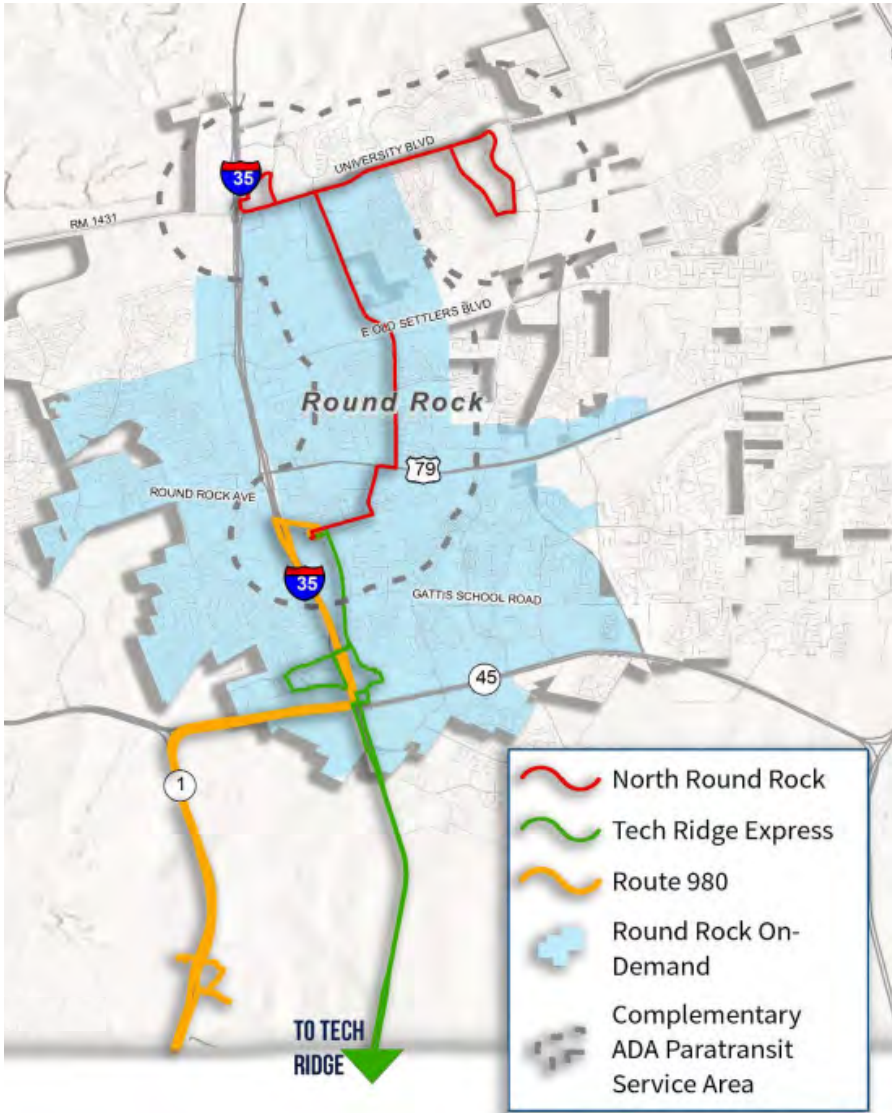 UNIVERSITY BLVD
35
RM 1431
E OLD SETTLERS BLVD
Round Rock
79
ROUND ROCK AVE
35
GATTIS SCHOOL ROAD
45
1
North Round Rock
Tech Ridge Express
Route 980
Round Rock On-
Demand
Complementary
ADA Paratransit
Service Area
TO TECH
RIDGE